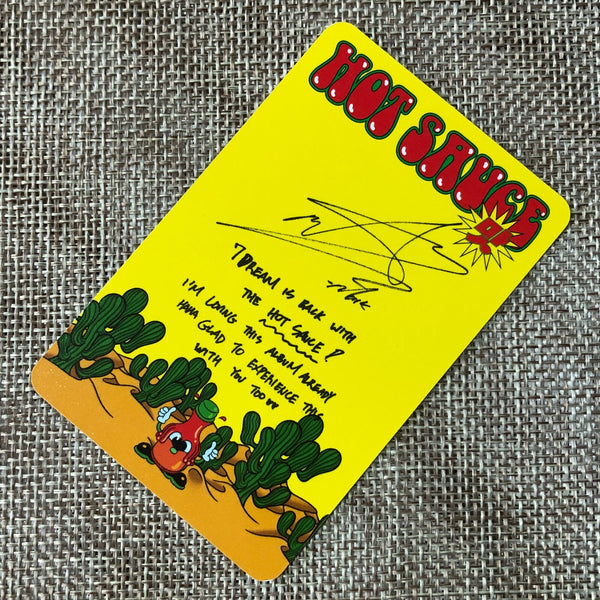 HOT SAUCE
MARK
7DREAM IS BACK WITH
THE HOT SAUCE!
I'M LOVING THIS ALBUM ALREADY
HAHA GLAD TO EXPERIENCE THIS
WITH YOU TOO ♥♥